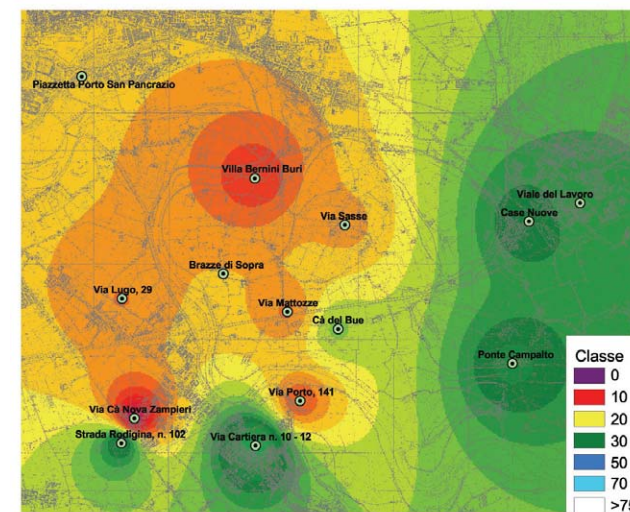 Piazzetta Porto San Pancrazio
Villa Bernini Buri
Viale del Lavoro
Case Nuove
Via Sasse
Brazze di Sopra
Via Lugo, 29
Via Mattozze
Cà del Bue
Ponte Campalto
Via Porto, 141
Via Cà Nova Zampieri
Strada Rodigina, n. 102
Via Cartiera n. 10 - 12
Classe
0
10
20
30
50
70
>75